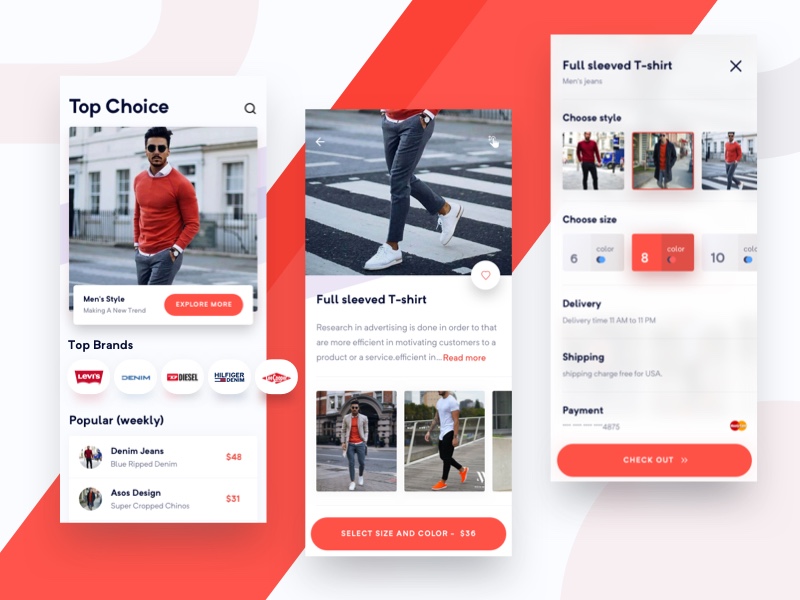 Top Choice
Men's Style
Making A New Trend
EXPLORE MORE
Top Brands
LEVI'S
DENIM
DIESEL
HILFIGER
DENIM
Lee Cooper
Popular (weekly)
Denim Jeans
Blue Ripped Denim
$48
Asos Design
Super Cropped Chinos
$31
Full sleeved T-shirt
Research in advertising is done in order to that
are more efficient in motivating customers to a
product or a service.efficient in... Read more
SELECT SIZE AND COLOR - $36
Full sleeved T-shirt
Men's jeans
Choose style
Choose size
6 color
8 color
10
Delivery
Delivery time 11 AM to 11 PM
Shipping
shipping charge free for USA.
Payment
4875
CHECK OUT »